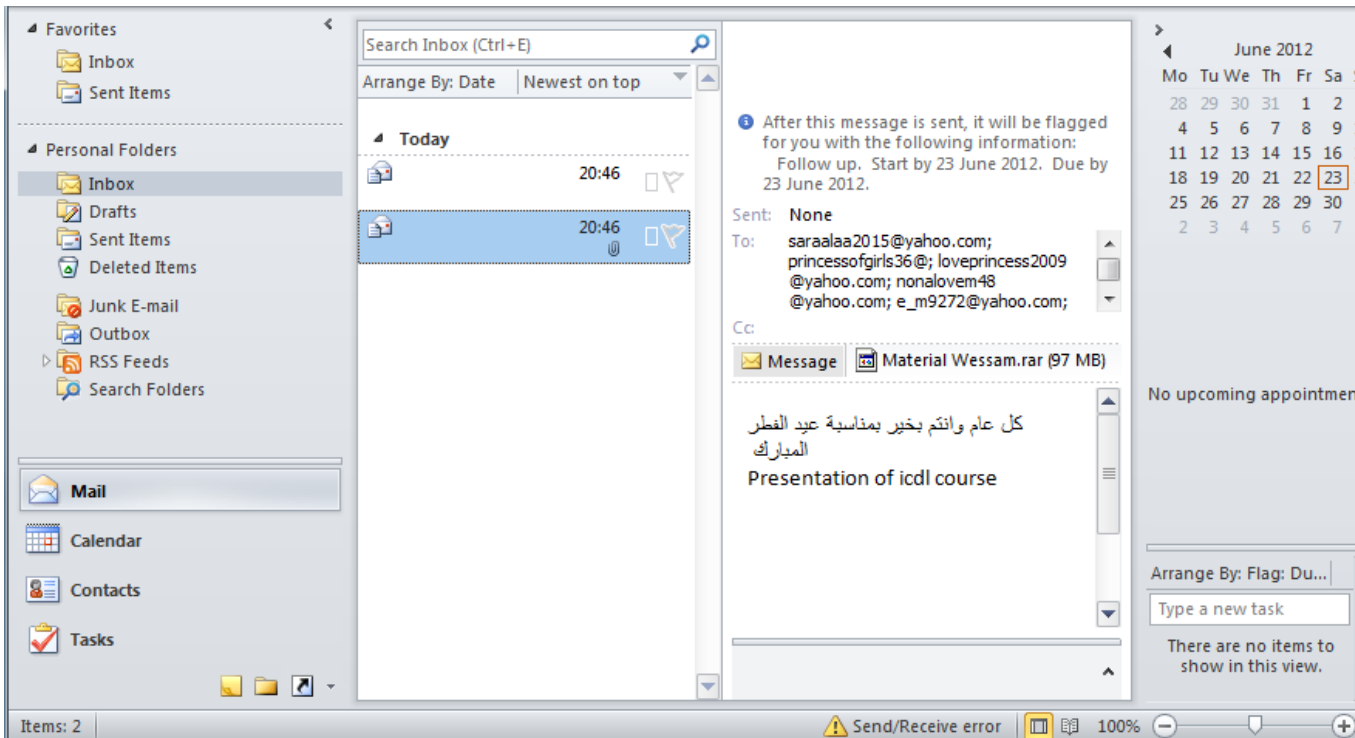 Favorites
Inbox
Sent Items
Personal Folders
Inbox
Drafts
Sent Items
Deleted Items
Junk E-mail
Outbox
RSS Feeds
Search Folders
Mail
Calendar
Contacts
Tasks
Search Inbox (Ctrl+E)
Arrange By: Date Newest on top
Today
20:46
20:46
After this message is sent, it will be flagged
for you with the following information:
Follow up. Start by 23 June 2012. Due by
23 June 2012.
Sent: None
To: saraalaa2015@yahoo.com;
princessofgirls36@; loveprincess2009
@yahoo.com; nonalovem48
@yahoo.com; e_m9272@yahoo.com;
Cc:
Message Material Wessam.rar (97 MB)
كل عام وانتم بخير بمناسبة عيد الفطر
المبارك
Presentation of icdl course
June 2012
Mo Tu We Th Fr Sa
28 29 30 31 1 2
4 5 6 7 8 9
11 12 13 14 15 16
18 19 20 21 22 23
25 26 27 28 29 30
2 3 4 5 6 7
No upcoming appointmen
Arrange By: Flag: Du...
Type a new task
There are no items to
show in this view.
Items: 2
Send/Receive error 100%